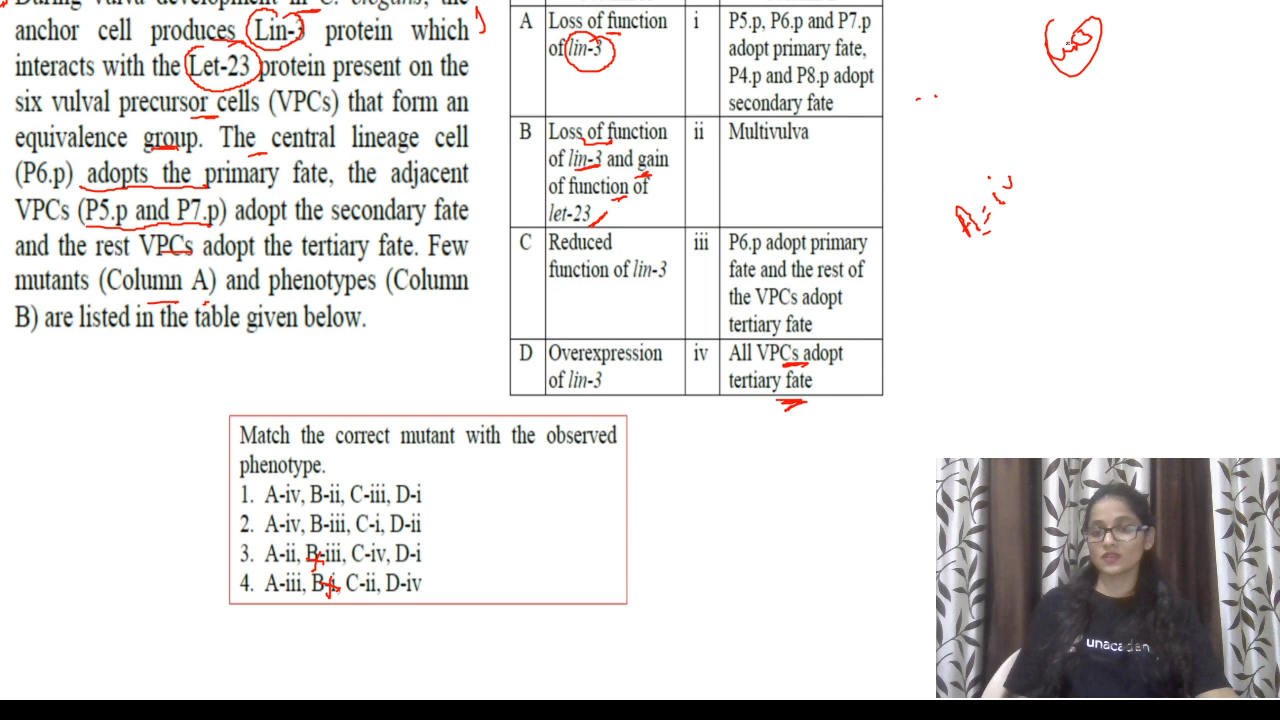 During vulva development in C. elegans, the
anchor cell produces Lin-3 protein which
interacts with the Let-23 protein present on the
six vulval precursor cells (VPCs) that form an
equivalence group. The central lineage cell
(P6.p) adopts the primary fate, the adjacent
VPCs (P5.p and P7.p) adopt the secondary fate
and the rest VPCs adopt the tertiary fate. Few
mutants (Column A) and phenotypes (Column
B) are listed in the table given below.
A Loss of function i P5.p, P6.p and P7.p
of lin-3 adopt primary fate,
P4.p and P8.p adopt
secondary fate
B Loss of function ii Multivulva
of lin-3 and gain
of function of
let-23
C Reduced iii P6.p adopt primary
function of lin-3 fate and the rest of
the VPCs adopt
tertiary fate
D Overexpression iv All VPCs adopt
of lin-3 tertiary fate
A = iv
Match the correct mutant with the observed
phenotype.
1. A-iv, B-ii, C-iii, D-i
2. A-iv, B-iii, C-i, D-ii
3. A-ii, B-iii, C-iv, D-i
4. A-iii, B-i, C-ii, D-iv